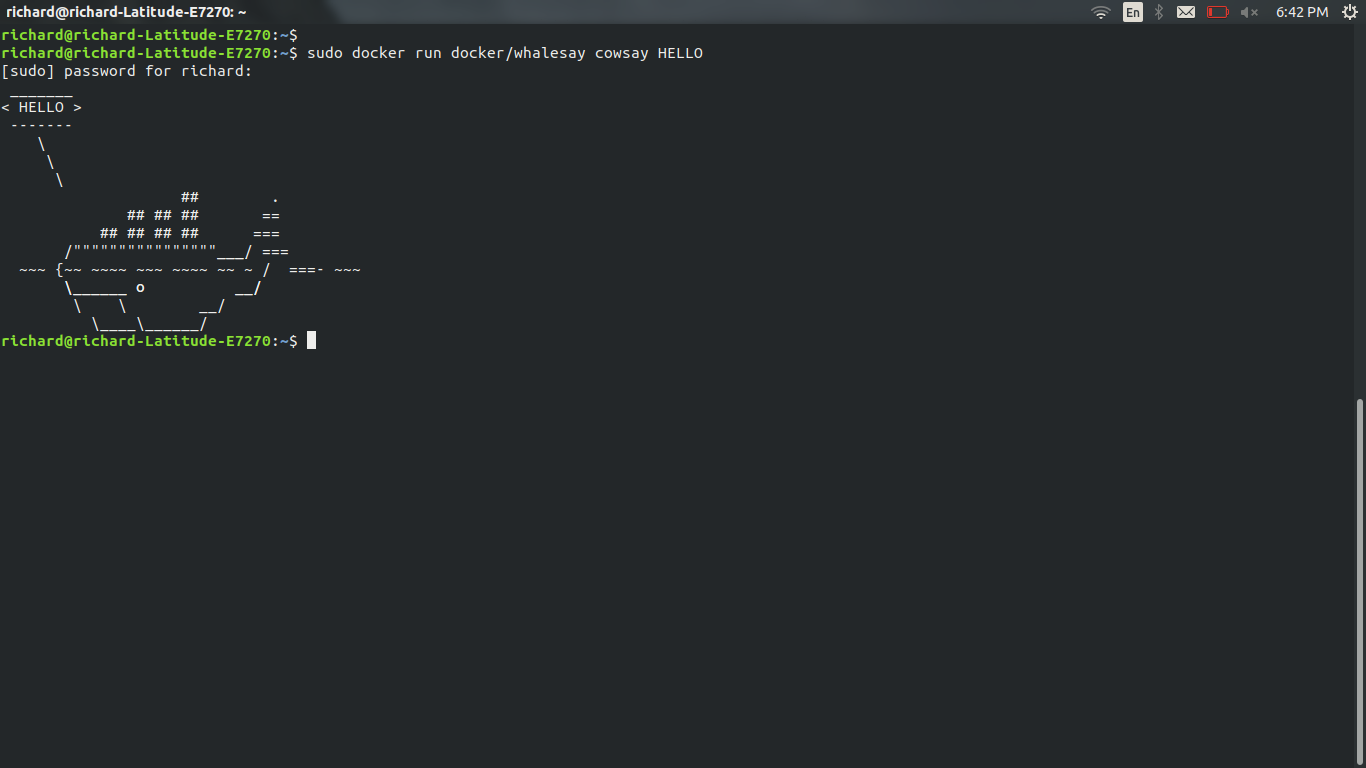 richard@richard-Latitude-E7270: ~ En 6:42 PM
richard@richard-Latitude-E7270:~$
richard@richard-Latitude-E7270:~$ sudo docker run docker/whalesay cowsay HELLO
[sudo] password for richard:
 _______
< HELLO >
 -------
    \
     \
      \
                    ##        .
              ## ## ##       ==
           ## ## ## ##      ===
       /""""""""""""""""___/ ===
  ~~~ {~~ ~~~~ ~~~ ~~~~ ~~ ~ /  ===- ~~~
       \______ o          __/
        \    \        __/
          \____\______/
richard@richard-Latitude-E7270:~$